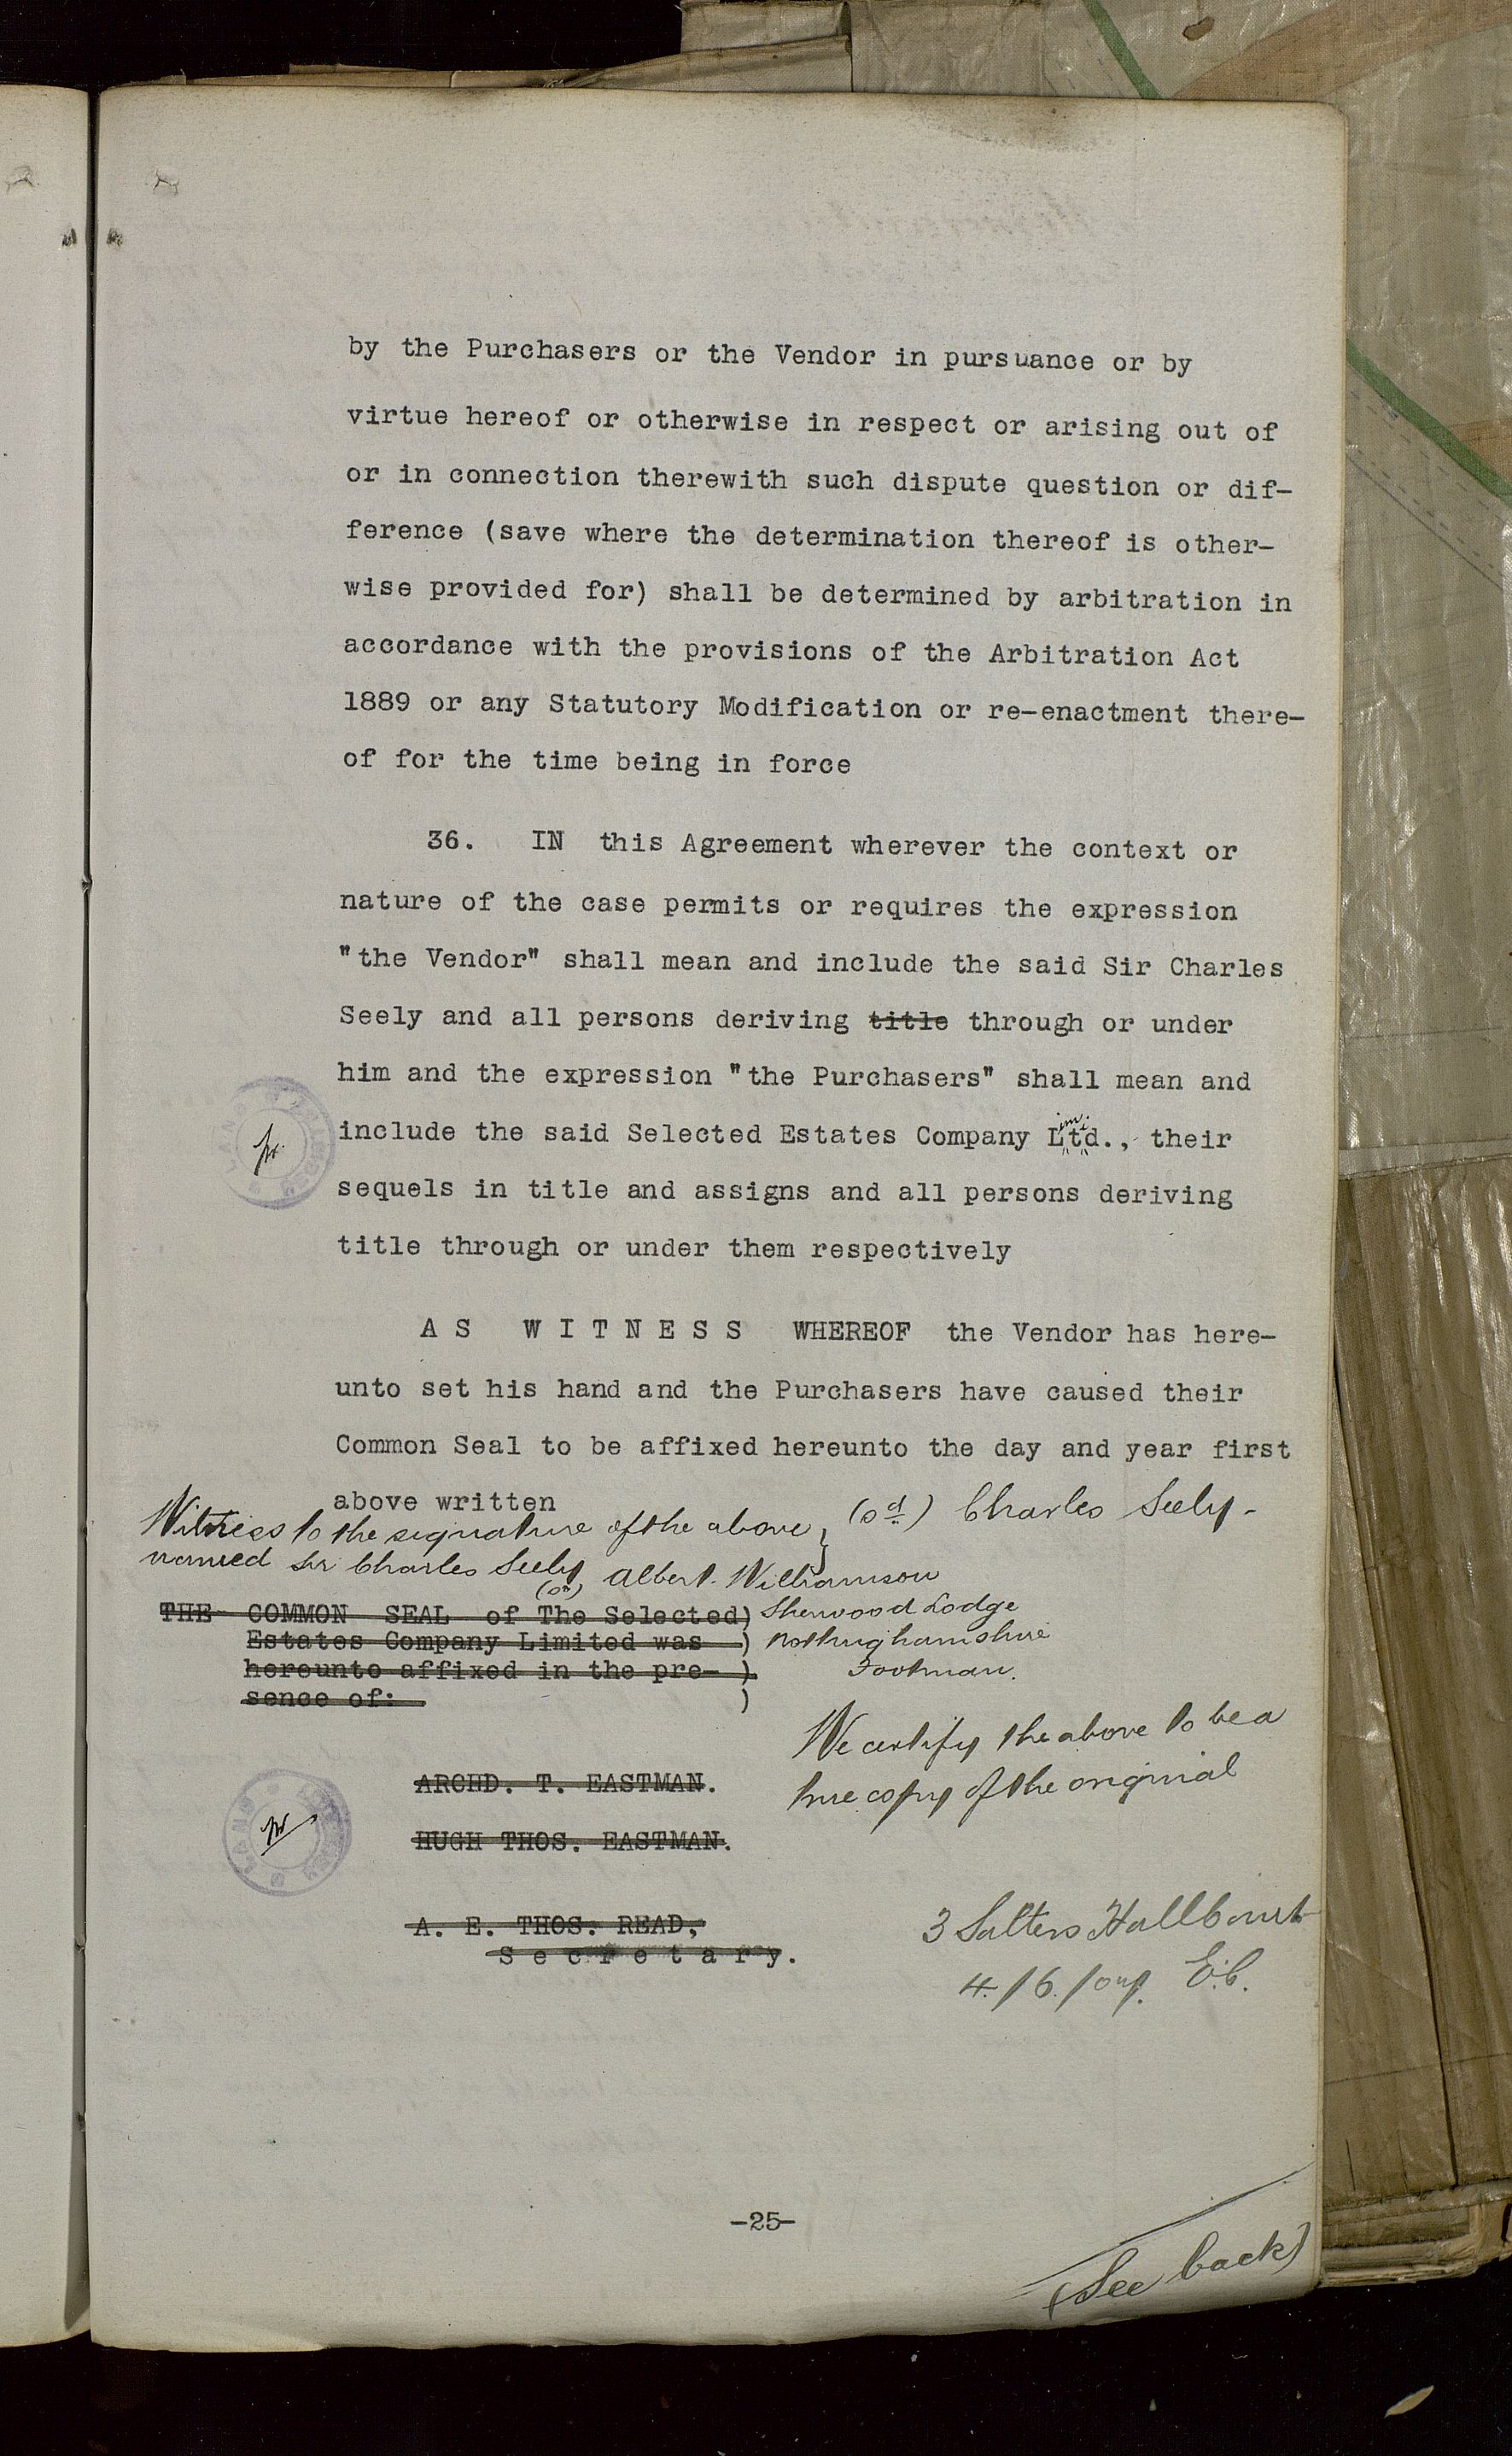 by the Purchasers or the Vendor in pursuance or by
virtue hereof or otherwise in respect or arising out of
or in connection therewith such dispute question or dif-
ference (save where the determination thereof is other-
wise provided for) shall be determined by arbitration in
accordance with the provisions of the Arbitration Act
1889 or any Statutory Modification or re-enactment there-
of for the time being in force
36. IN this Agreement wherever the context or
nature of the case permits or requires the expression
"the Vendor" shall mean and include the said Sir Charles
Seely and all persons deriving title through or under
him and the expression "the Purchasers" shall mean and
imi
include the said Selected Estates Company Ltd., their
sequels in title and assigns and all persons deriving
title through or under them respectively
AS WITNESS WHEREOF the Vendor has here-
unto set his hand and the Purchasers have caused their
Common Seal to be affixed hereunto the day and year first
above written
Witness to the signature of the above } (sd.) Charles Seely -
named Sir Charles Seely
(sd) Albert Williamson
Sherwood Lodge
Nottinghamshire
Footman.
THE COMMON SEAL of The Selected)
Estates Company Limited was )
hereunto affixed in the pre- )
sence of: )
We certify the above to be a
true copy of the original
ARCHD. T. EASTMAN.
HUGH THOS. EASTMAN.
A. E. THOS. READ,
Secretary.
3 Salters Hall Court
E.C.
-25-
(See back)